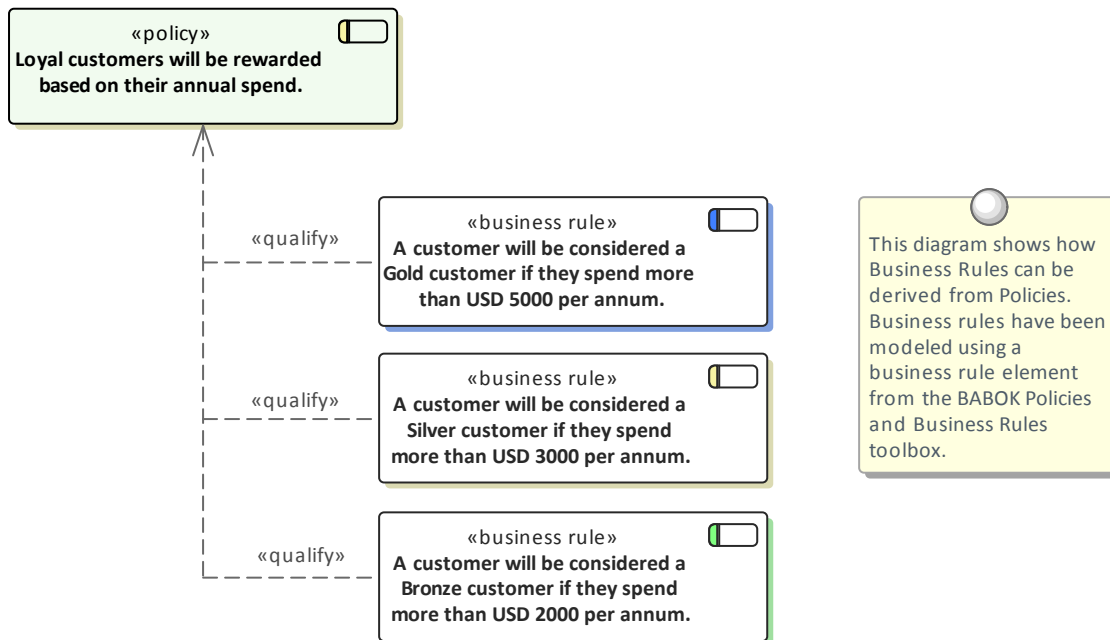 «policy»
Loyal customers will be rewarded
based on their annual spend.
«qualify»
«business rule»
A customer will be considered a
Gold customer if they spend more
than USD 5000 per annum.
«qualify»
«business rule»
A customer will be considered a
Silver customer if they spend
more than USD 3000 per annum.
«qualify»
«business rule»
A customer will be considered a
Bronze customer if they spend
more than USD 2000 per annum.
This diagram shows how
Business Rules can be
derived from Policies.
Business rules have been
modeled using a
business rule element
from the BABOK Policies
and Business Rules
toolbox.